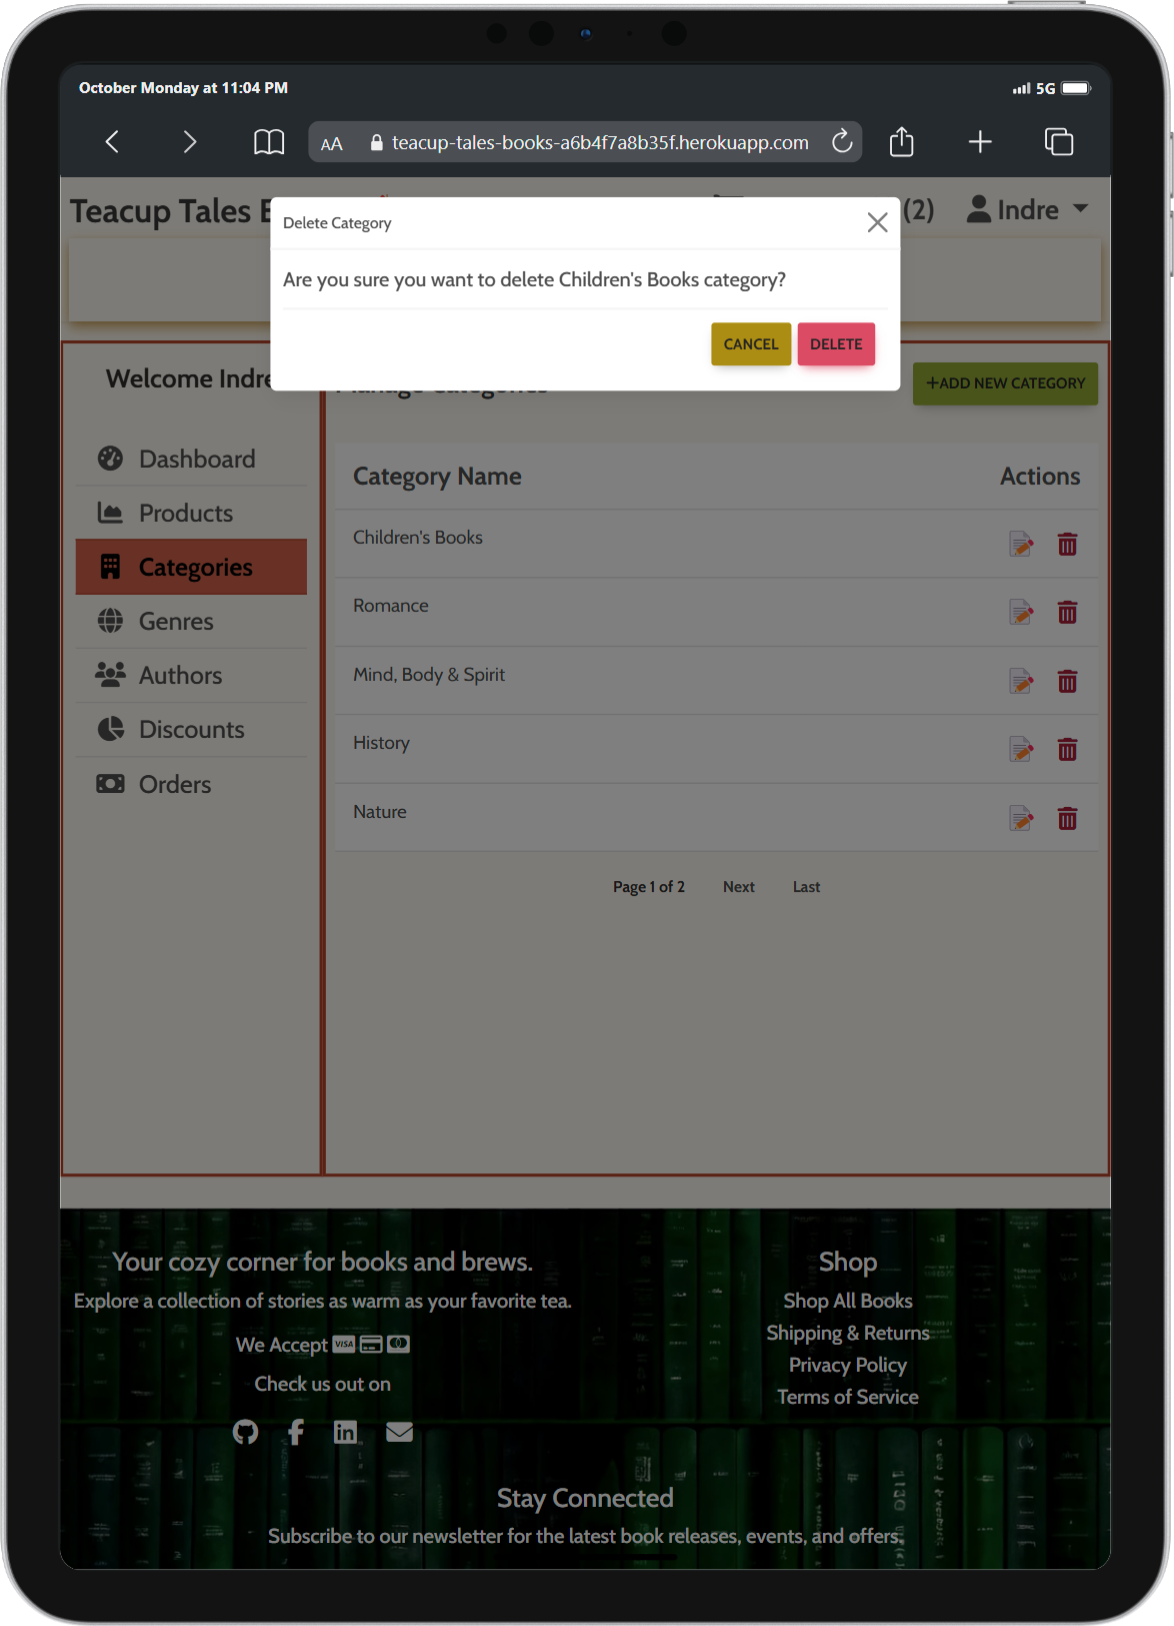 October Monday at 11:04 PM
5G
AA teacup-tales-books-a6b4f7a8b35f.herokuapp.com
Teacup Tales
(2) Indre
Delete Category
Are you sure you want to delete Children's Books category?
CANCEL DELETE
Welcome Indre
Manage Categories
+ADD NEW CATEGORY
Dashboard
Products
Categories
Genres
Authors
Discounts
Orders
Category Name Actions
Children's Books
Romance
Mind, Body & Spirit
History
Nature
Page 1 of 2 Next Last
Your cozy corner for books and brews.
Explore a collection of stories as warm as your favorite tea.
We Accept VISA
Check us out on
in
Shop
Shop All Books
Shipping & Returns
Privacy Policy
Terms of Service
Stay Connected
Subscribe to our newsletter for the latest book releases, events, and offers.